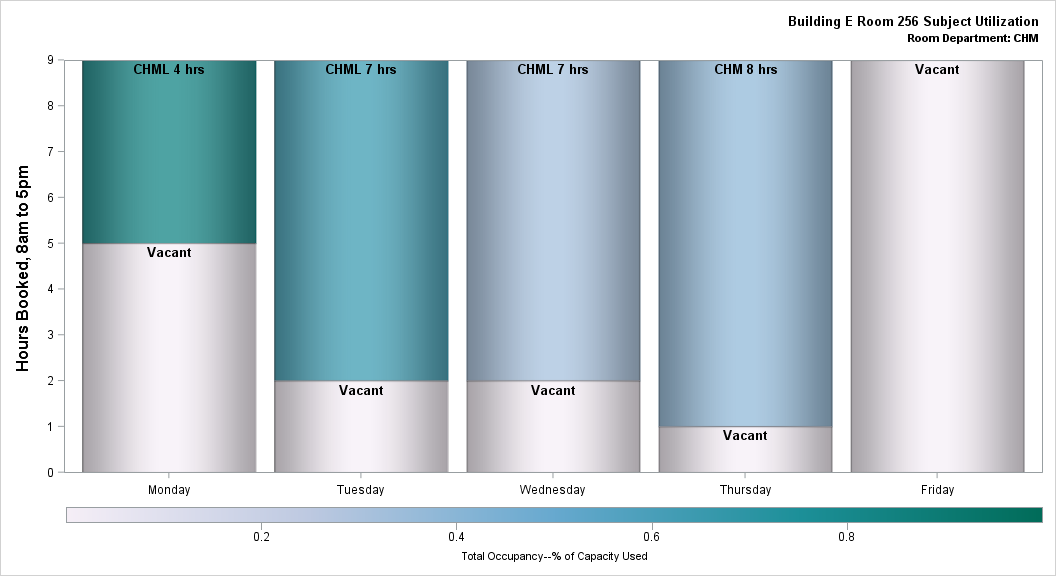 Building E Room 256 Subject Utilization
Room Department: CHM
Hours Booked, 8am to 5pm
9
8
7
6
5
4
3
2
1
0
CHML 4 hrs
CHML 7 hrs
CHML 7 hrs
CHM 8 hrs
Vacant
Vacant
Vacant
Vacant
Vacant
Monday
Tuesday
Wednesday
Thursday
Friday
0.2
0.4
0.6
0.8
Total Occupancy--% of Capacity Used